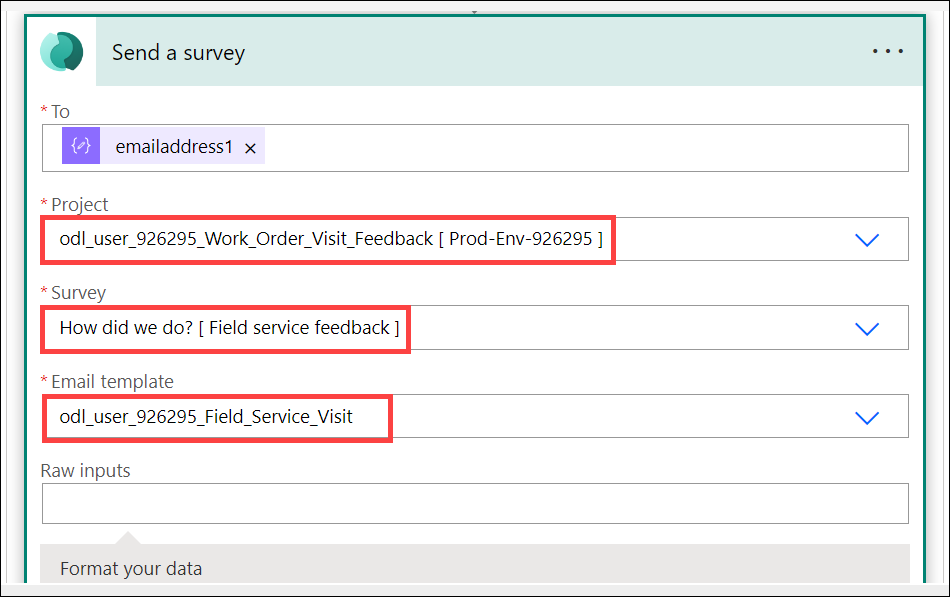 Send a survey
* To
emailaddress1
* Project
odl_user_926295_Work_Order_Visit_Feedback [ Prod-Env-926295 ]
* Survey
How did we do? [ Field service feedback ]
* Email template
odl_user_926295_Field_Service_Visit
Raw inputs
Format your data